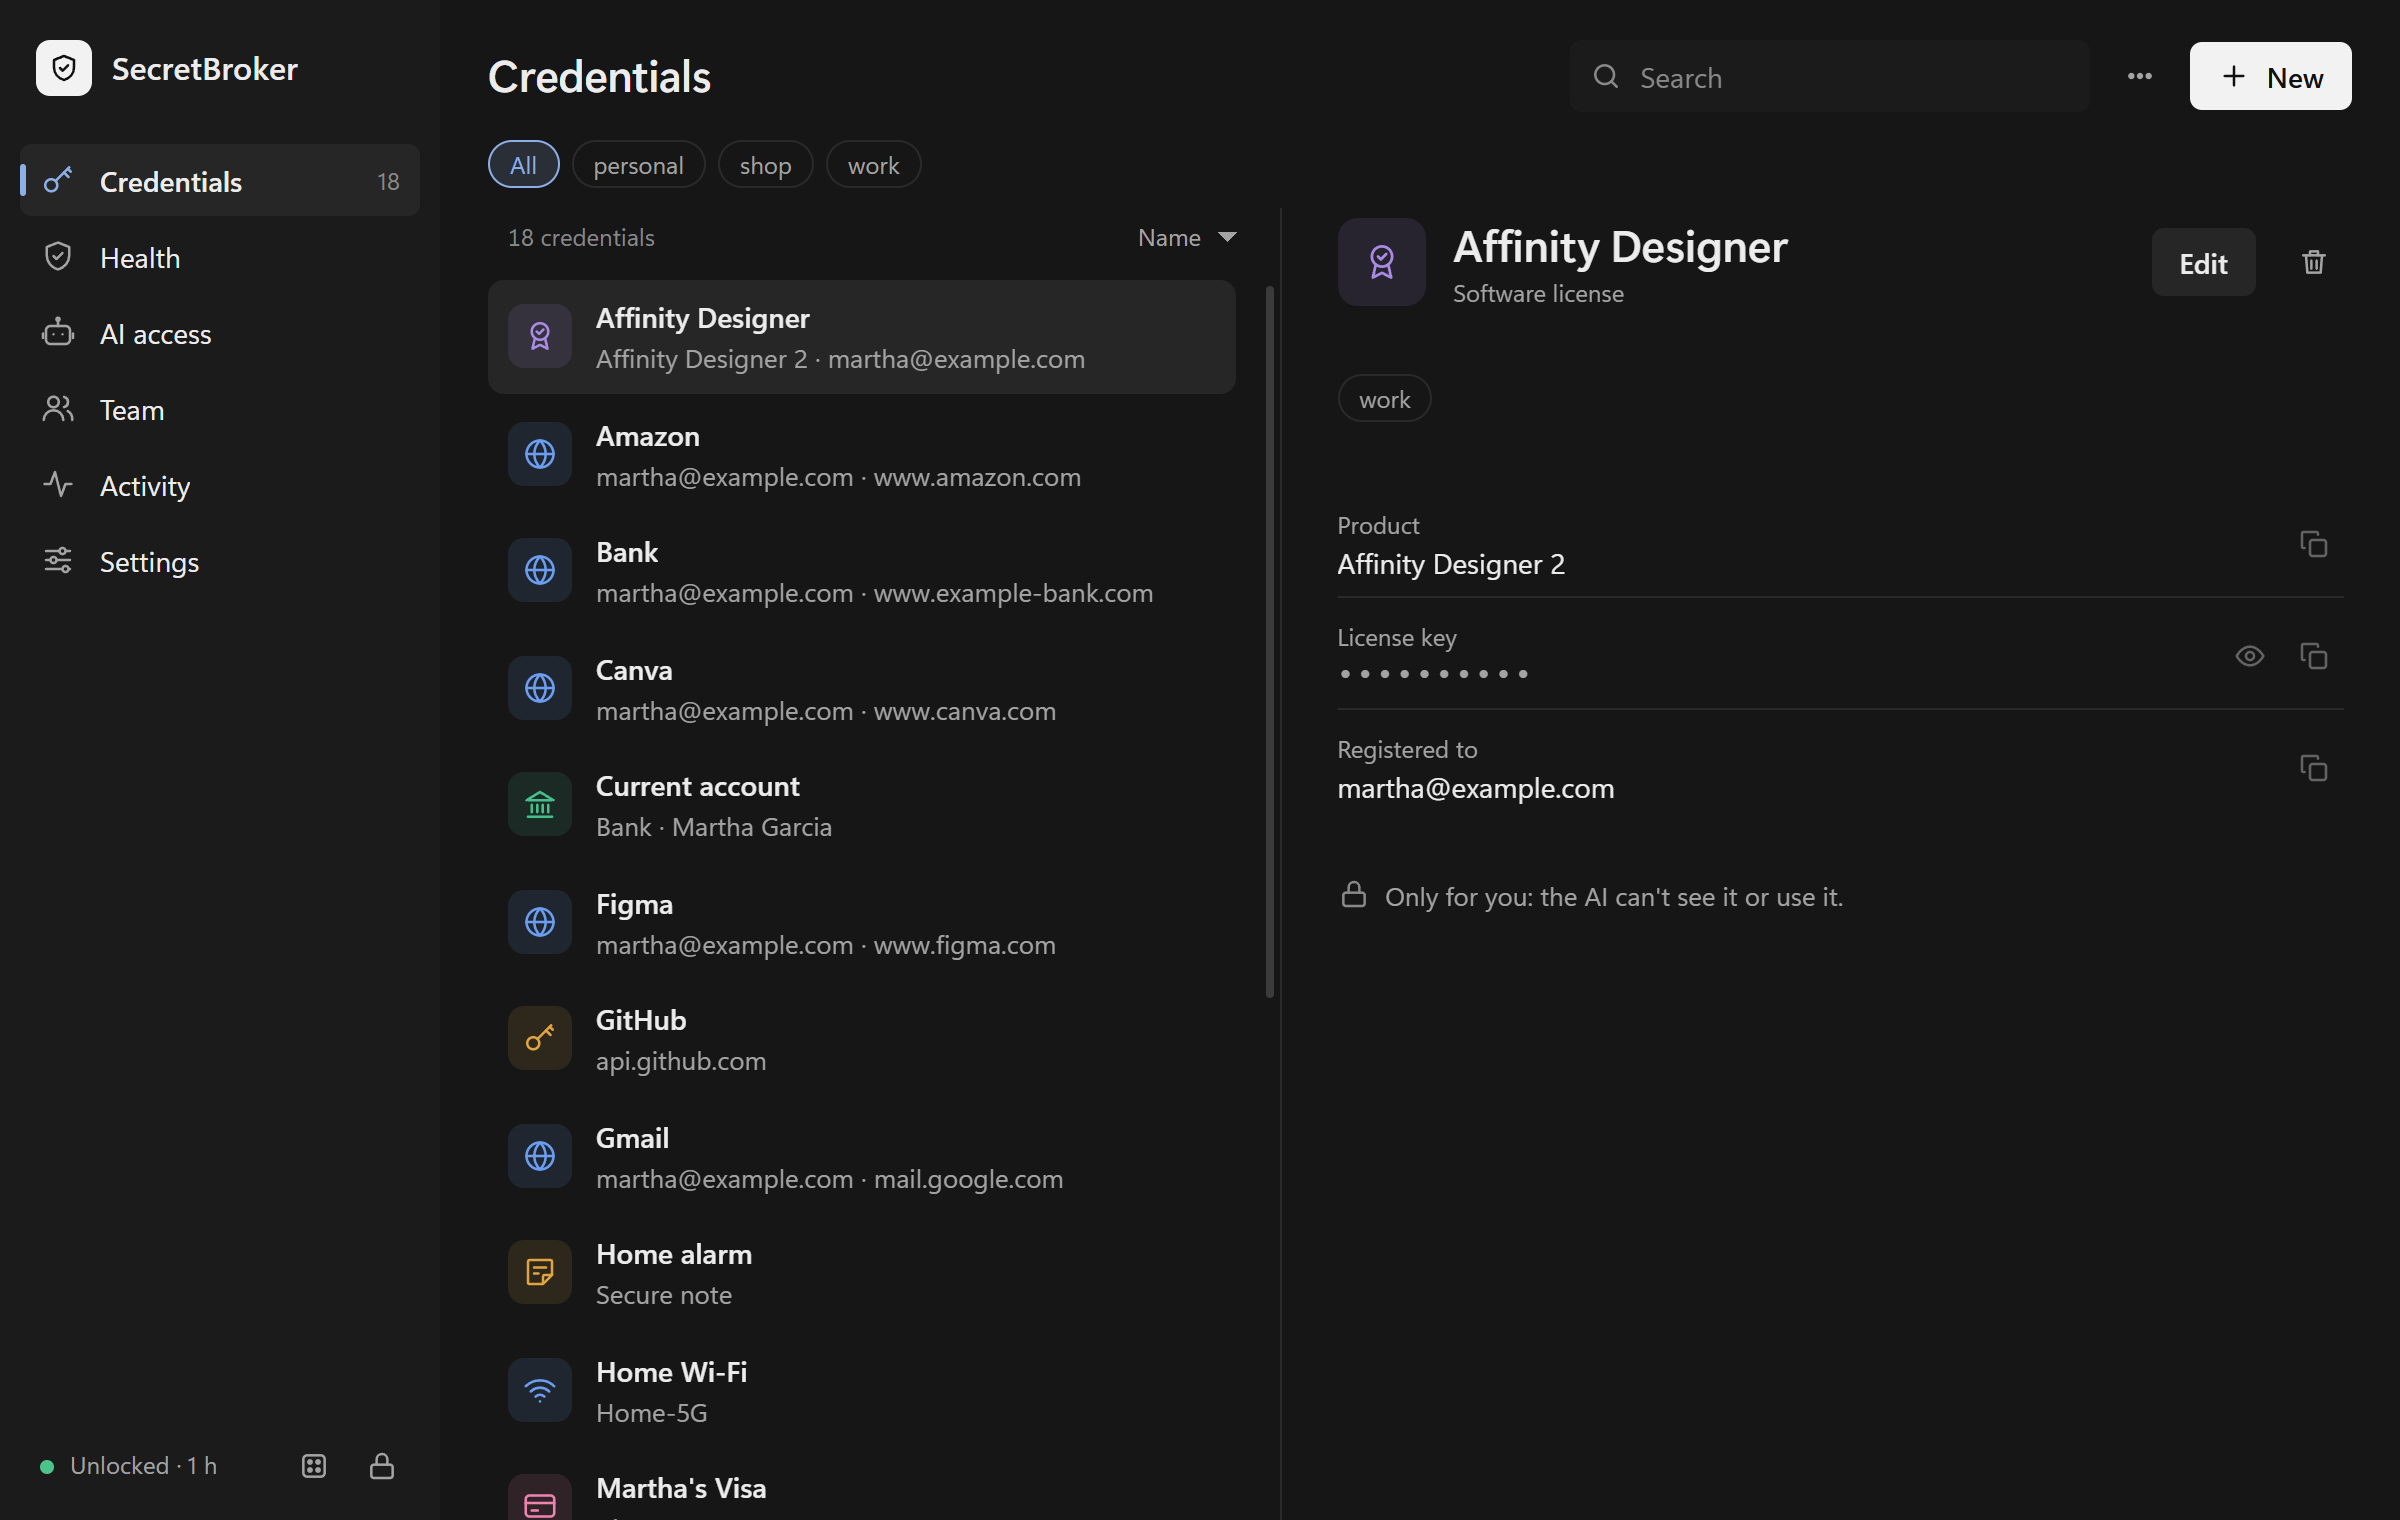 SecretBroker
Credentials 18
Health
AI access
Team
Activity
Settings
Unlocked · 1 h
Credentials
Search
New
All
personal
shop
work
18 credentials
Name
Affinity Designer
Affinity Designer 2 · martha@example.com
Amazon
martha@example.com · www.amazon.com
Bank
martha@example.com · www.example-bank.com
Canva
martha@example.com · www.canva.com
Current account
Bank · Martha Garcia
Figma
martha@example.com · www.figma.com
GitHub
api.github.com
Gmail
martha@example.com · mail.google.com
Home alarm
Secure note
Home Wi-Fi
Home-5G
Martha's Visa
Affinity Designer
Software license
Edit
work
Product
Affinity Designer 2
License key
••••••••••
Registered to
martha@example.com
Only for you: the AI can't see it or use it.